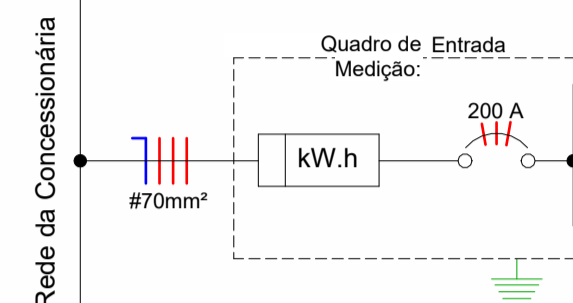 Rede da Concessionária
Quadro de Entrada
Medição:
200 A
kW.h
#70mm²